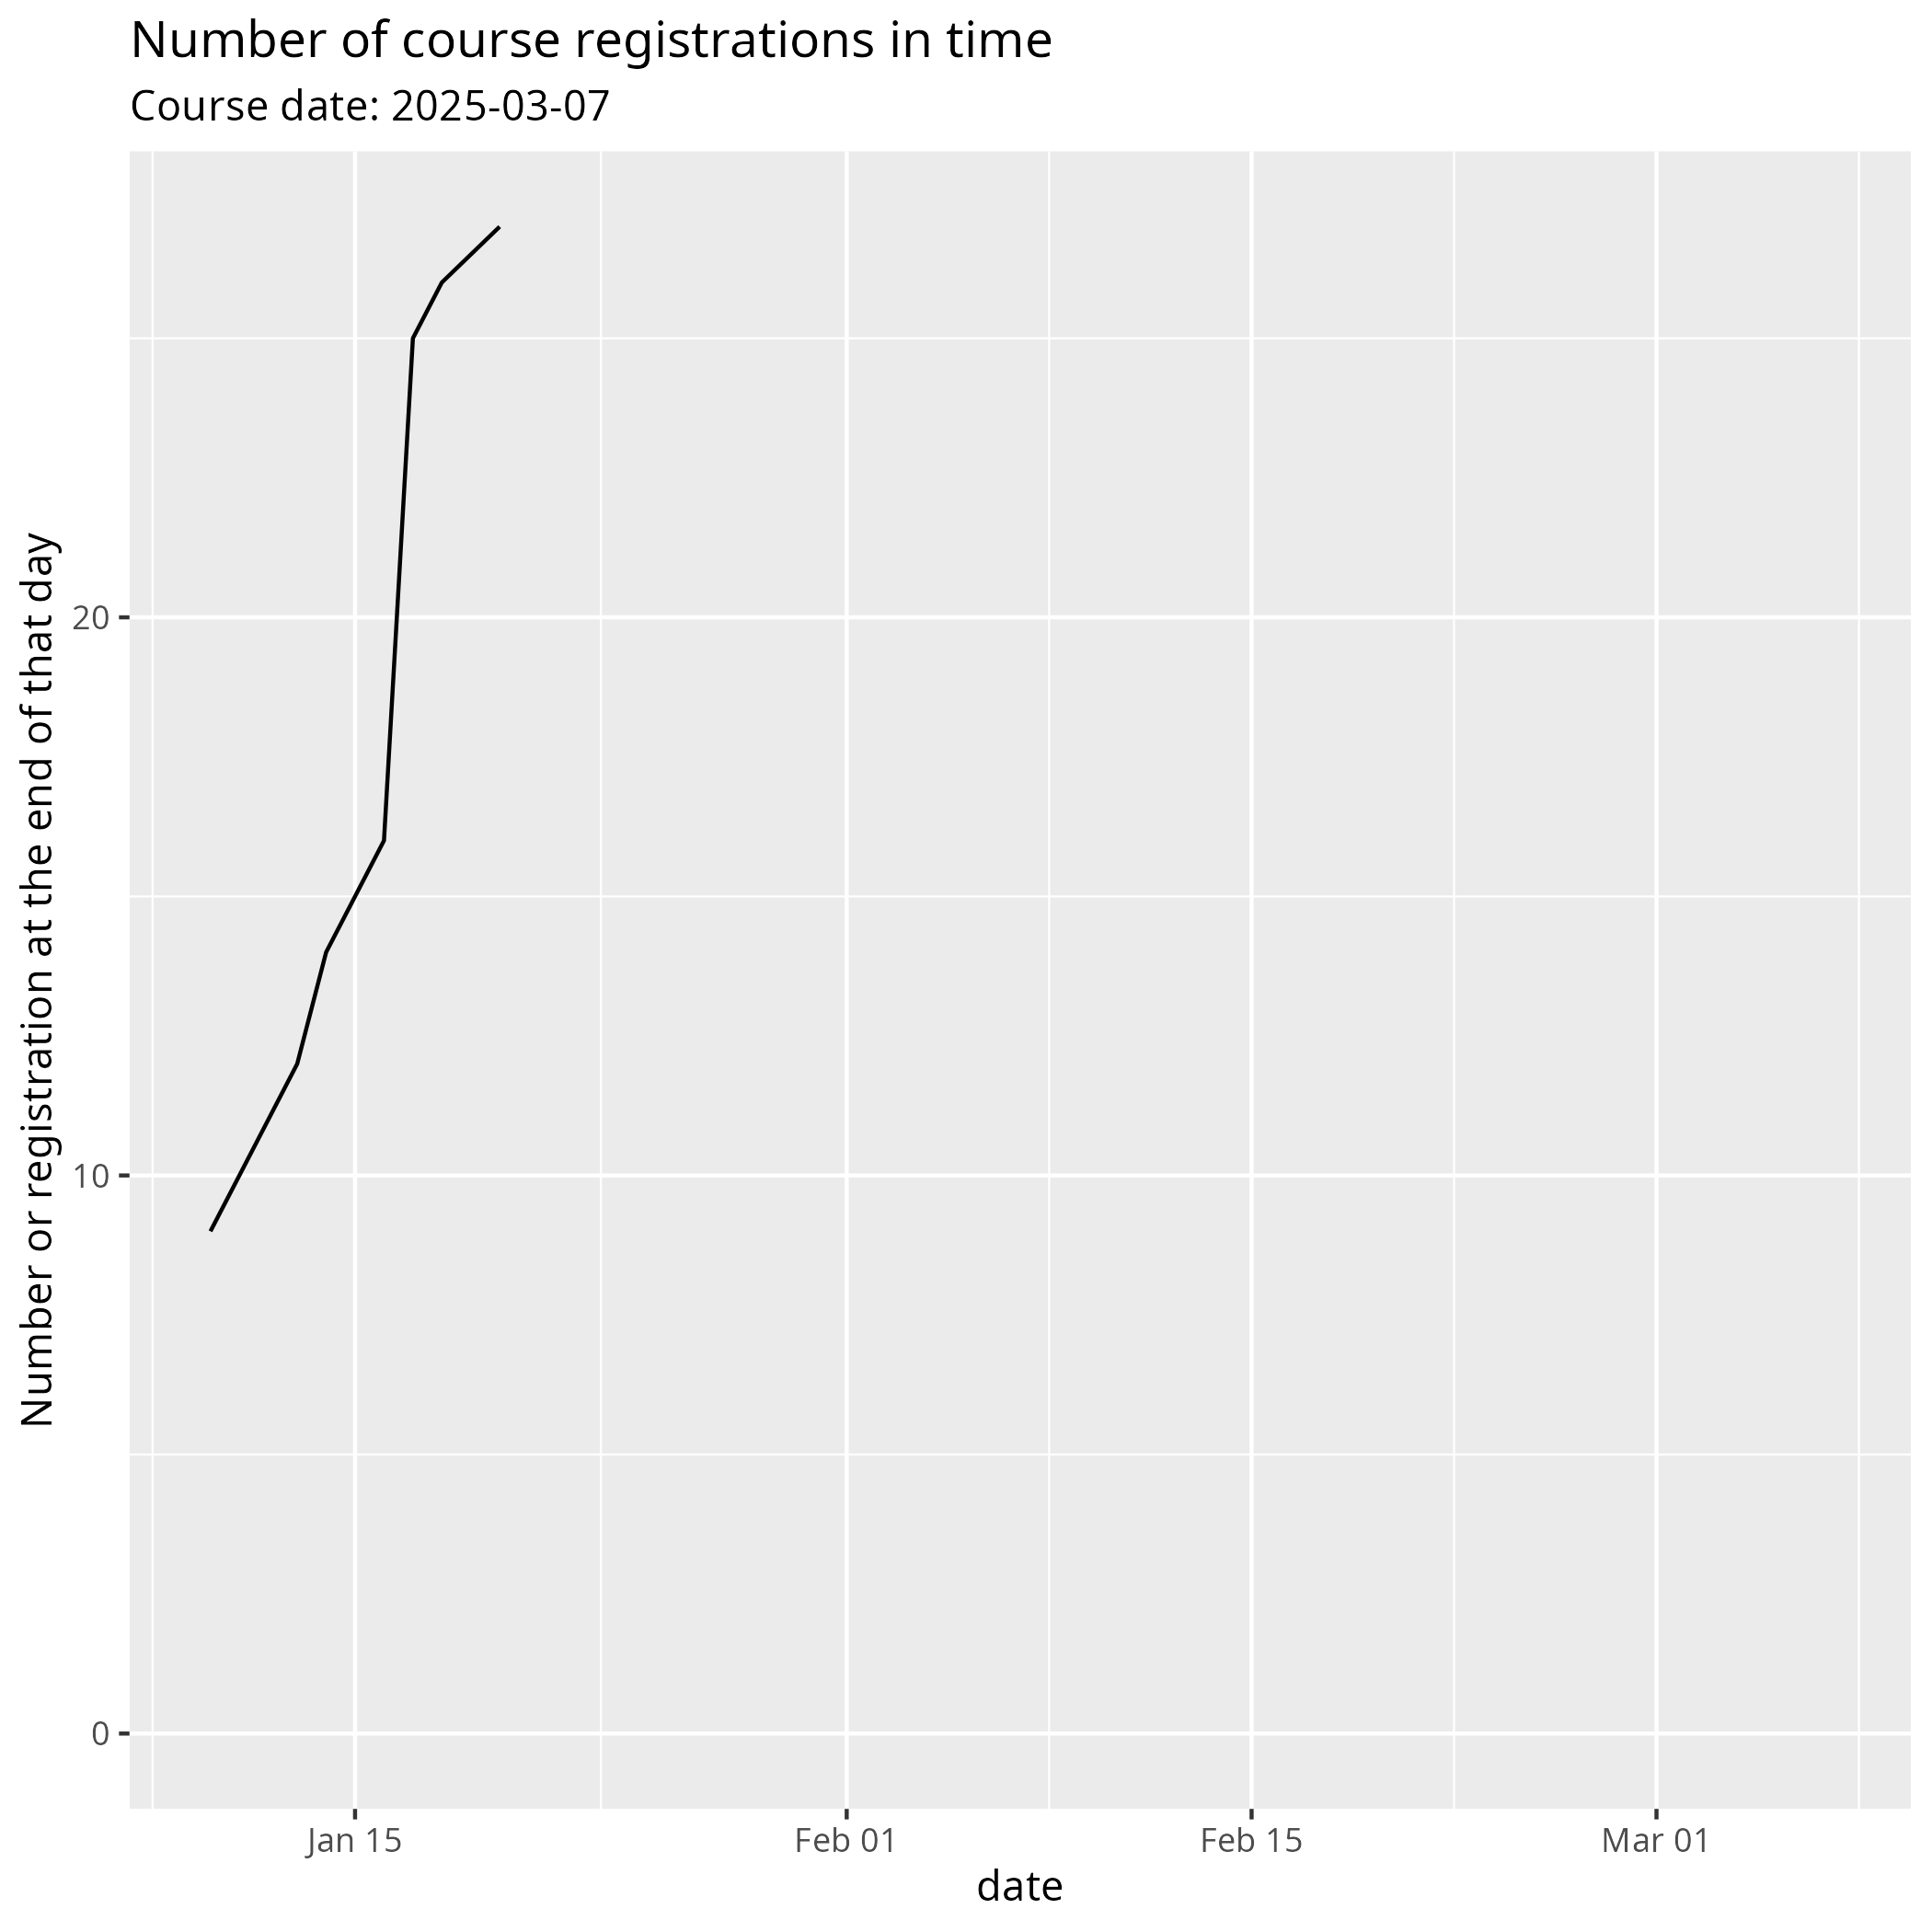 Number of course registrations in time
Course date: 2025-03-07
Number or registration at the end of that day
20
10
0
Jan 15
Feb 01
Feb 15
Mar 01
date